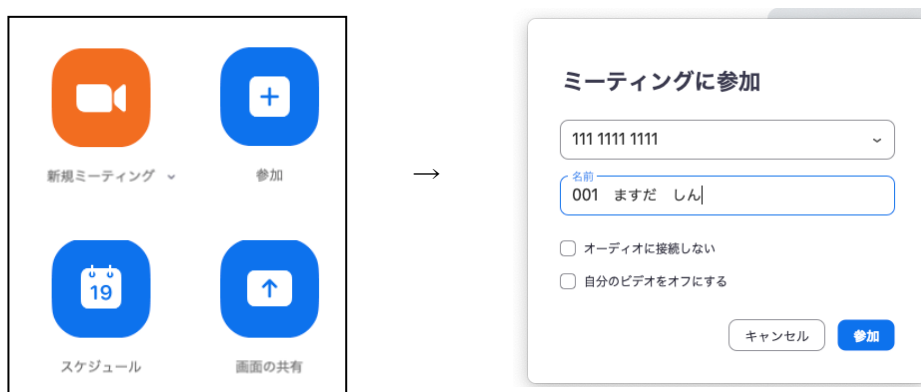 新規ミーティング
参加
19
スケジュール
画面の共有
→
ミーティングに参加
111 1111 1111
名前
001 ますだ しん
オーディオに接続しない
自分のビデオをオフにする
キャンセル
参加